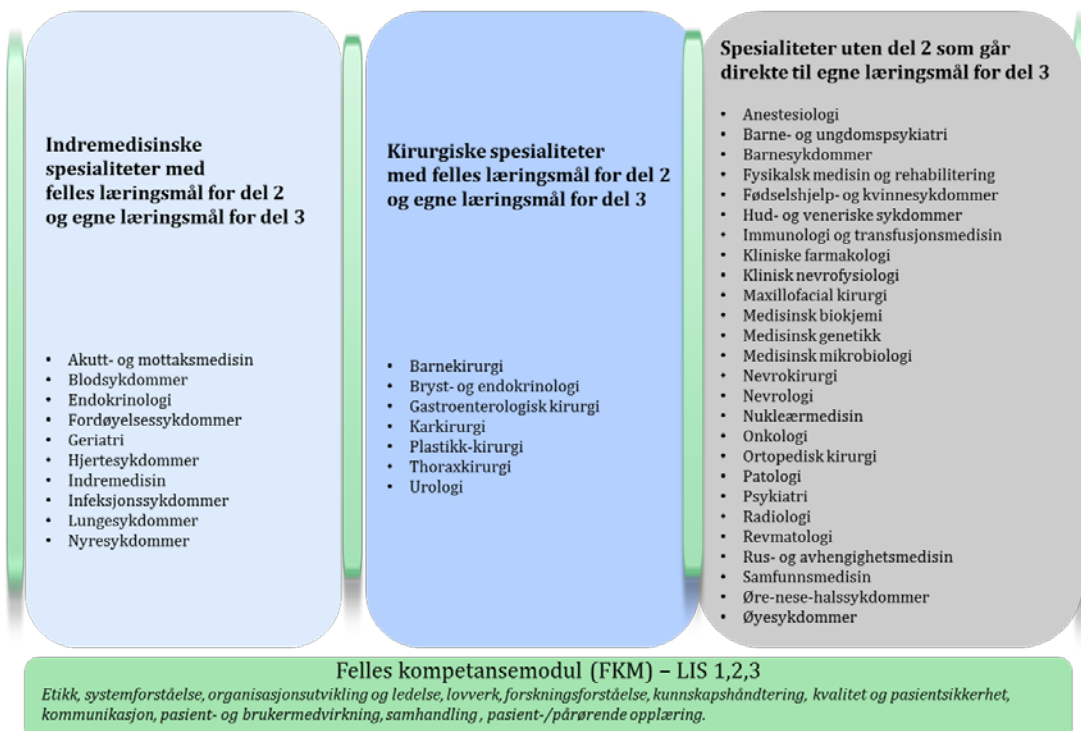 Indremedisinske
spesialiteter med
felles læringsmål for del 2
og egne læringsmål for del 3
• Akutt- og mottaksmedisin
• Blodsykdommer
• Endokrinologi
• Fordøyelsessykdommer
• Geriatri
• Hjertesykdommer
• Indremedisin
• Infeksjonssykdommer
• Lungesykdommer
• Nyresykdommer
Kirurgiske spesialiteter
med felles læringsmål for del 2
og egne læringsmål for del 3
• Barnekirurgi
• Bryst- og endokrinologi
• Gastroenterologisk kirurgi
• Karkirurgi
• Plastikk-kirurgi
• Thoraxkirurgi
• Urologi
Spesialiteter uten del 2 som går
direkte til egne læringsmål for del 3
• Anestesiologi
• Barne- og ungdomspsykiatri
• Barnesykdommer
• Fysikalsk medisin og rehabilitering
• Fødselshjelp- og kvinnesykdommer
• Hud- og veneriske sykdommer
• Immunologi og transfusjonsmedisin
• Kliniske farmakologi
• Klinisk nevrofysiologi
• Maxillofacial kirurgi
• Medisinsk biokjemi
• Medisinsk genetikk
• Medisinsk mikrobiologi
• Nevrokirurgi
• Nevrologi
• Nukleærmedisin
• Onkologi
• Ortopedisk kirurgi
• Patologi
• Psykiatri
• Radiologi
• Revmatologi
• Rus- og avhengighetsmedisin
• Samfunnsmedisin
• Øre-nese-halssykdommer
• Øyesykdommer
Felles kompetansemodul (FKM) – LIS 1,2,3
Etikk, systemforståelse, organisasjonsutvikling og ledelse, lovverk, forskningsforståelse, kunnskapshåndtering, kvalitet og pasientsikkerhet,
kommunikasjon, pasient- og brukermedvirkning, samhandling , pasient-/pårørende opplæring.